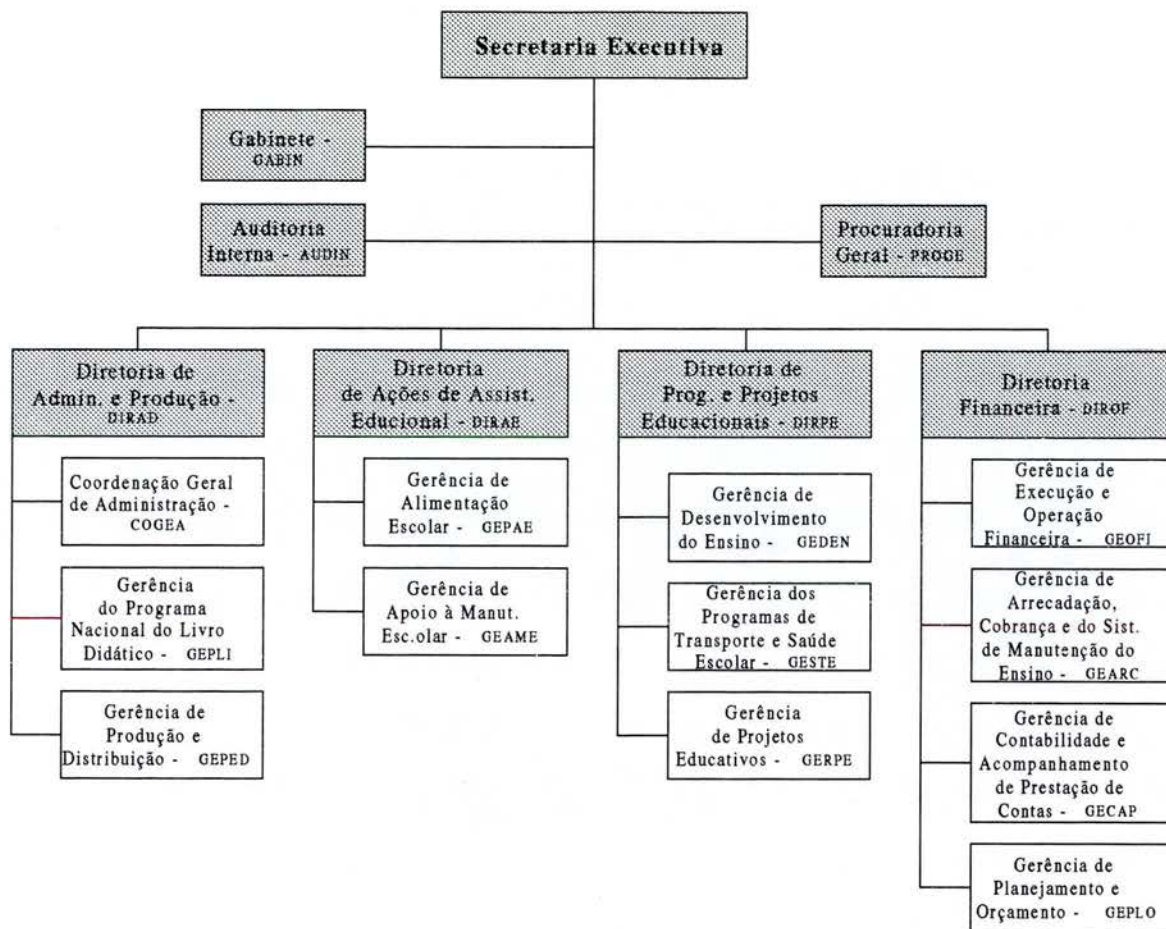 Secretaria Executiva
Gabinete -
GABIN
Auditoria
Interna - AUDIN
Procuradoria
Geral - PROGE
Diretoria de
Admin. e Produção -
DIRAD
Coordenação Geral
de Administração -
COGEA
Gerência
do Programa
Nacional do Livro
Didático - GEPLI
Gerência de
Produção e
Distribuição - GEPED
Diretoria
de Ações de Assist.
Educional - DIRAE
Gerência de
Alimentação
Escolar - GEPAE
Gerência de
Apoio à Manut.
Esc.olar - GEAME
Diretoria de
Prog. e Projetos
Educacionais - DIRPE
Gerência de
Desenvolvimento
do Ensino - GEDEN
Gerência dos
Programas de
Transporte e Saúde
Escolar - GESTE
Gerência
de Projetos
Educativos - GERPE
Diretoria
Financeira - DIROF
Gerência de
Execução e
Operação
Financeira - GEOFI
Gerência de
Arrecadação,
Cobrança e do Sist.
de Manutenção do
Ensino - GEARC
Gerência de
Contabilidade e
Acompanhamento
de Prestação de
Contas - GECAP
Gerência de
Planejamento e
Orçamento - GEPLO